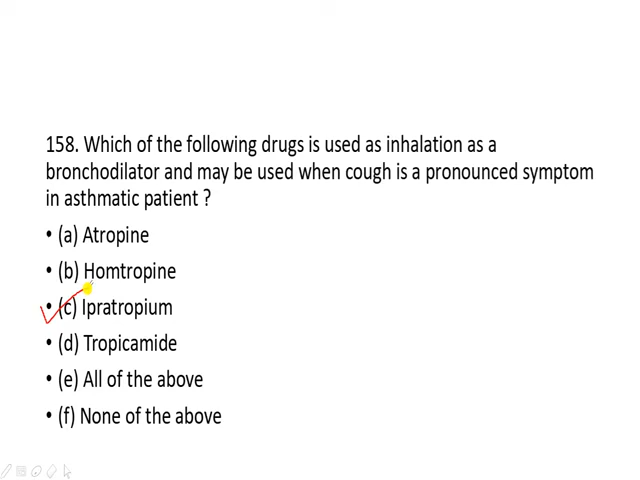 158. Which of the following drugs is used as inhalation as a
bronchodilator and may be used when cough is a pronounced symptom
in asthmatic patient ?
• (a) Atropine
• (b) Homtropine
• (c) Ipratropium
• (d) Tropicamide
• (e) All of the above
• (f) None of the above